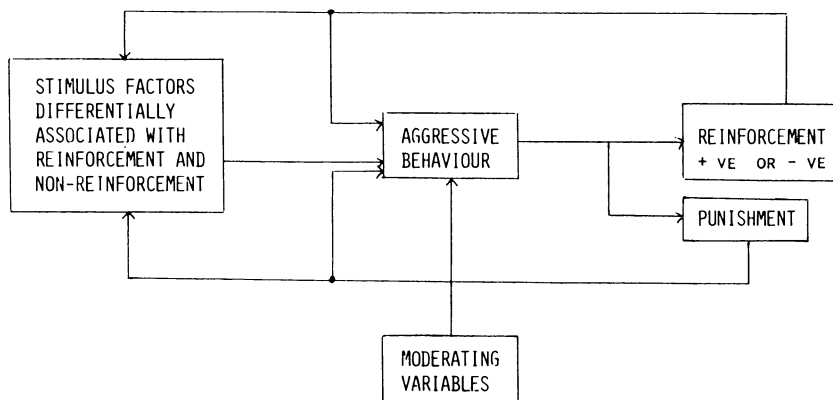 STIMULUS FACTORS
DIFFERENTIALLY
ASSOCIATED WITH
REINFORCEMENT AND
NON-REINFORCEMENT
AGGRESSIVE
BEHAVIOUR
REINFORCEMENT
+ VE OR - VE
PUNISHMENT
MODERATING
VARIABLES